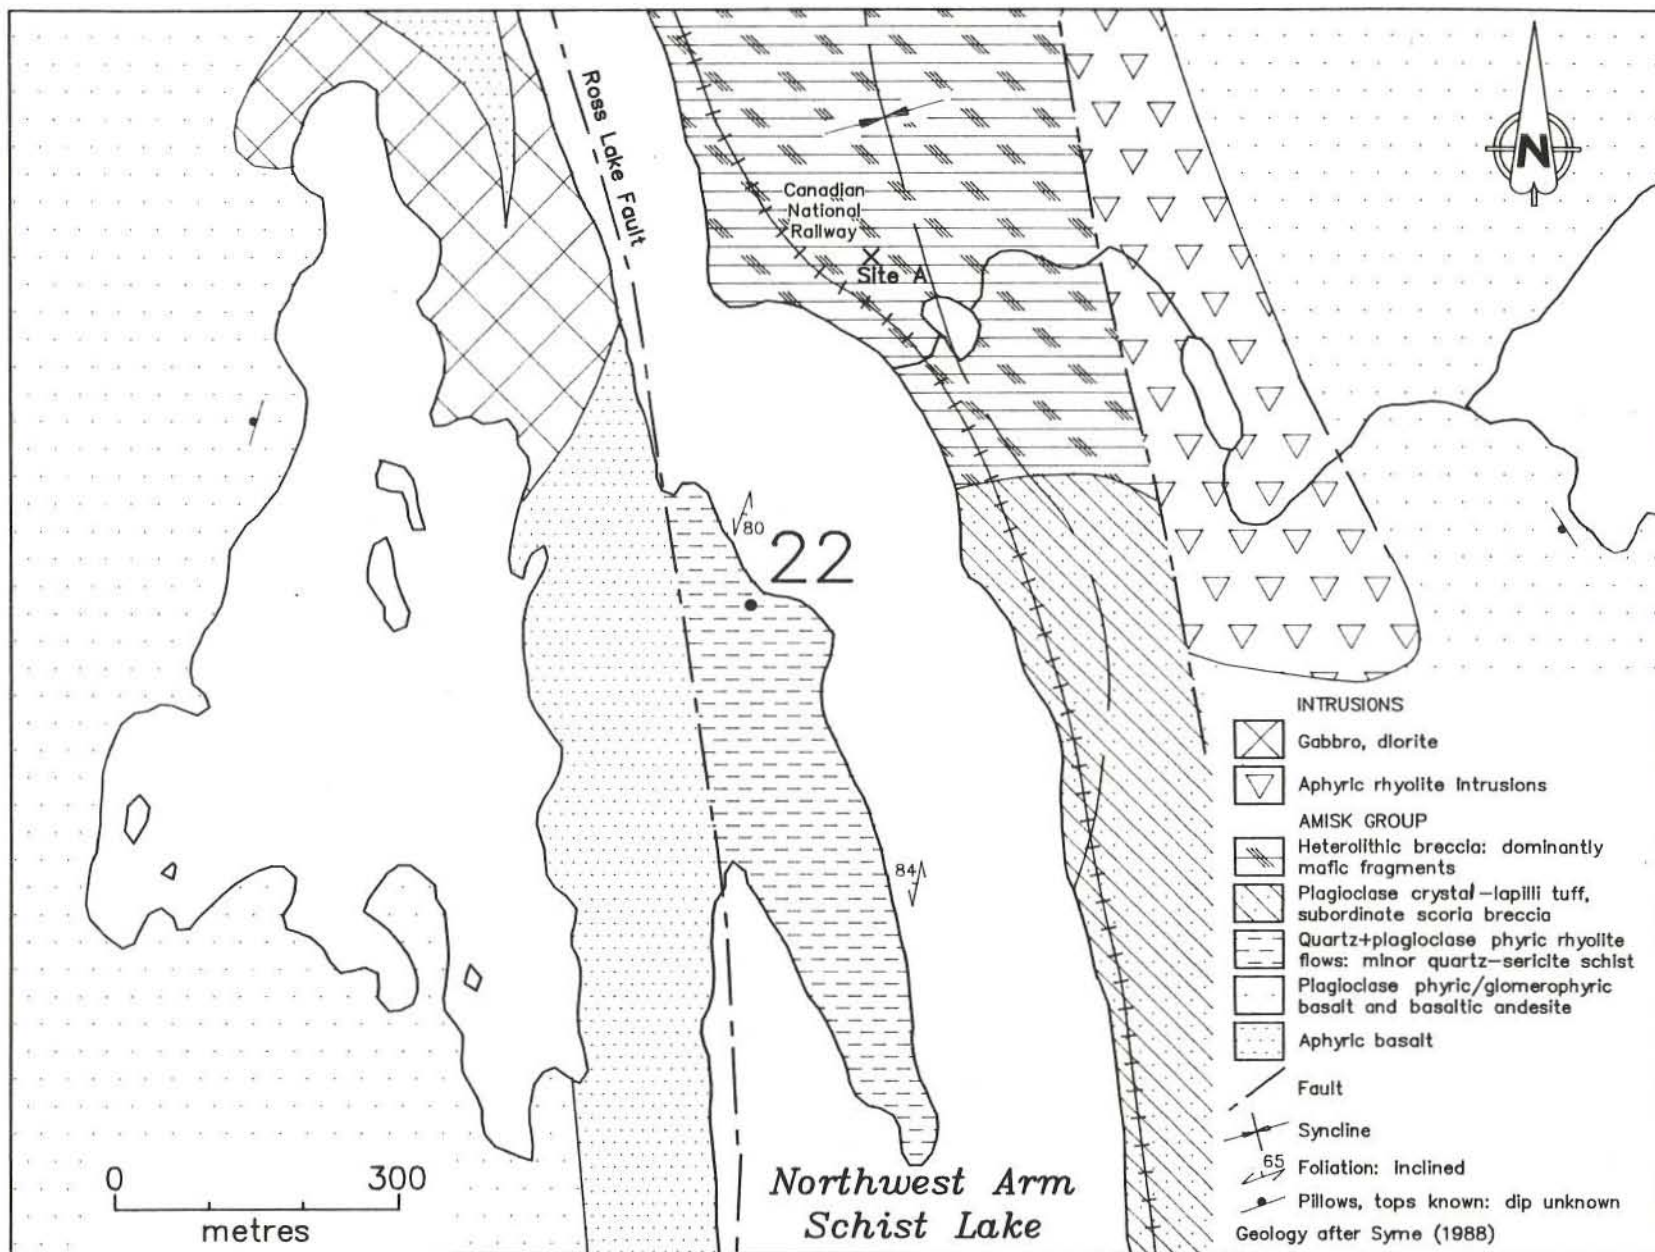 Ross Lake Fault
N
Canadian
National
Railway
Site A
80
22
84
INTRUSIONS
Gabbro, diorite
Aphyric rhyolite intrusions
AMISK GROUP
Heterolithic breccia: dominantly
mafic fragments
Plagioclase crystal-lapilli tuff,
subordinate scoria breccia
Quartz+plagioclase phyric rhyolite
flows: minor quartz-sericite schist
Plagioclase phyric/glomerophyric
basalt and basaltic andesite
Aphyric basalt
Fault
Syncline
65 Foliation: inclined
Pillows, tops known: dip unknown
Geology after Syme (1988)
0 300
metres
Northwest Arm
Schist Lake